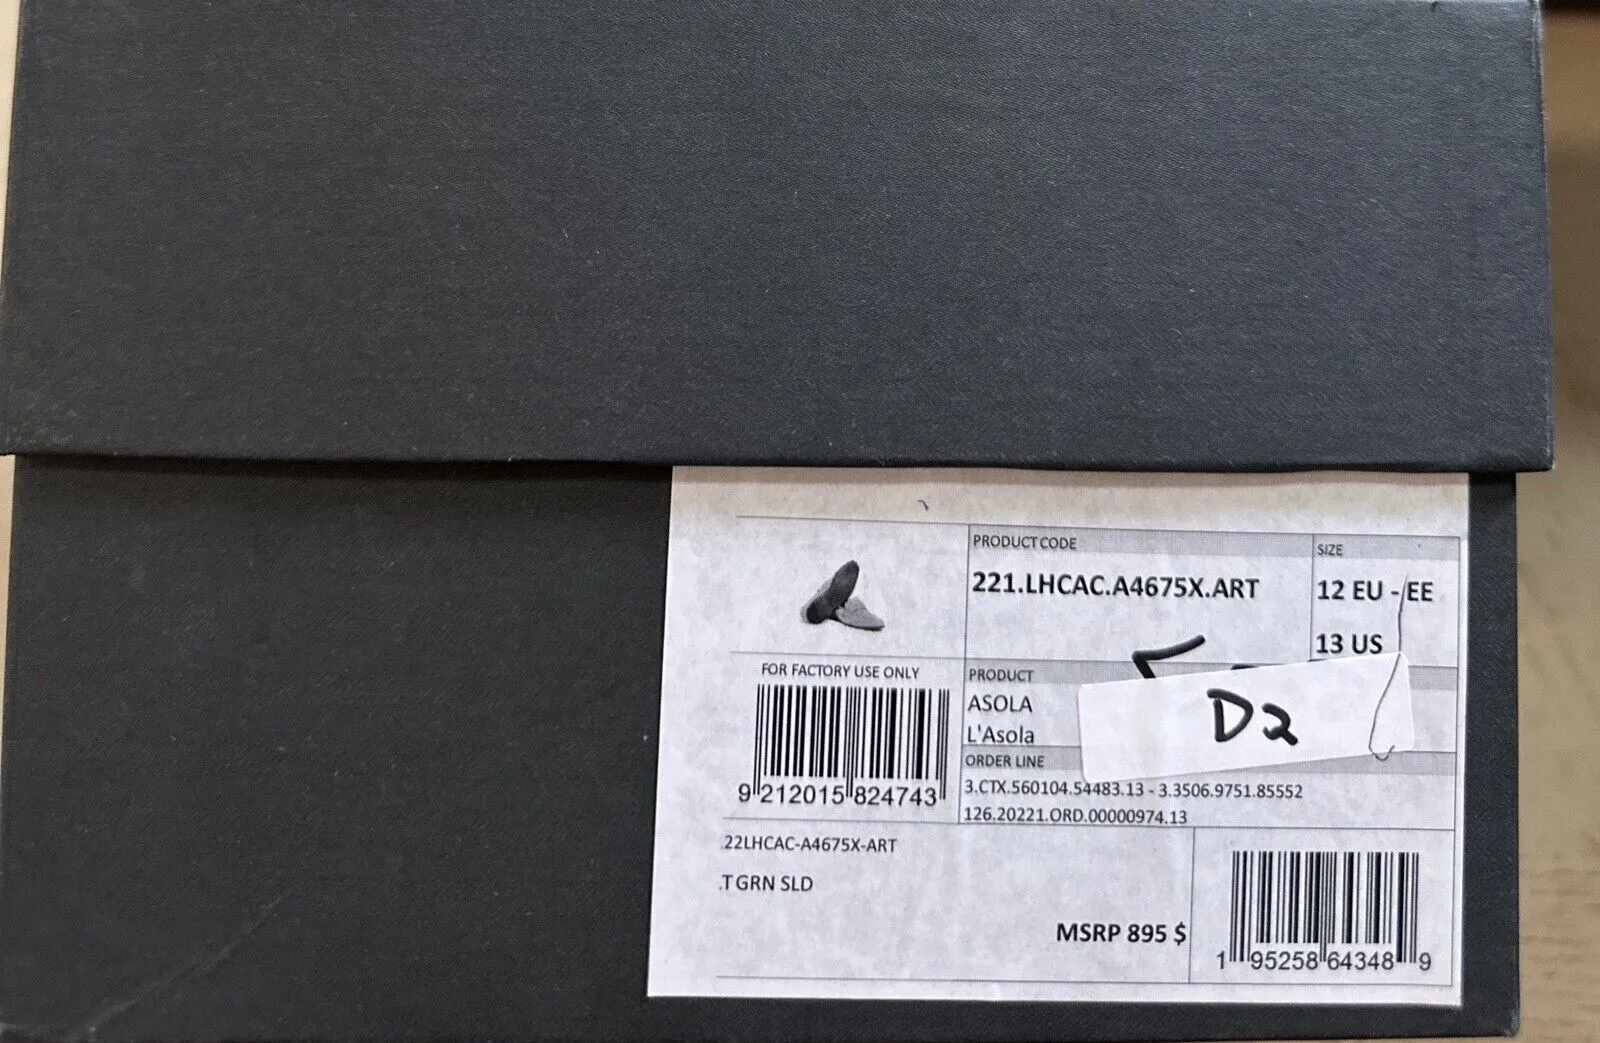 PRODUCT CODE
221.LHCAC.A4675X.ART
SIZE
12 EU - EE
13 US
FOR FACTORY USE ONLY
9 212015 824743
PRODUCT
ASOLA
L'Asola
D2
ORDER LINE
3.CTX.560104.54483.13 - 3.3506.9751.85552
126.20221.ORD.00000974.13
22LHCAC-A4675X-ART
.T GRN SLD
MSRP 895 $
1 95258 64348 9